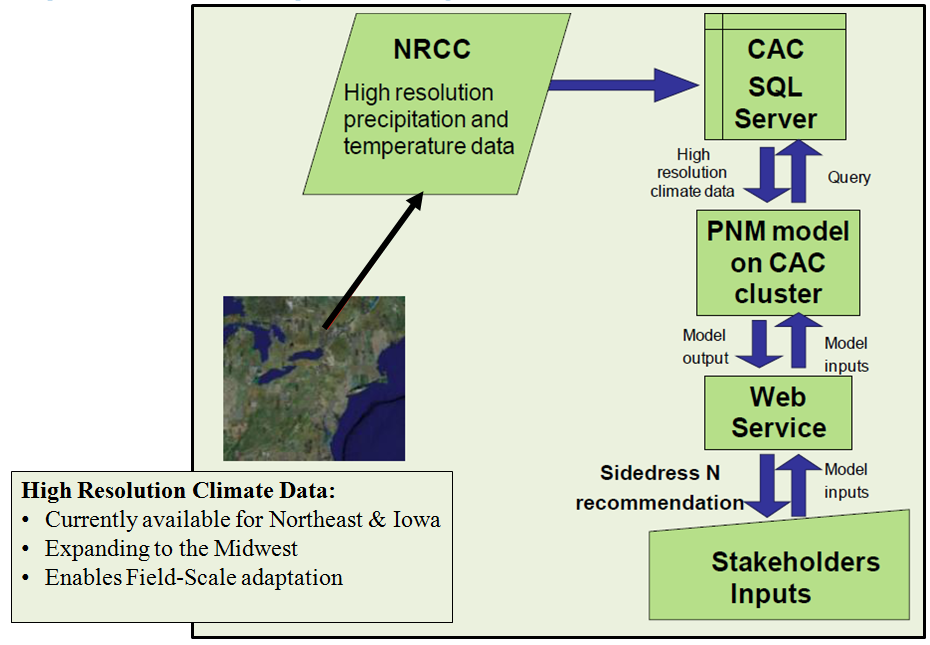 NRCC
High resolution
precipitation and
temperature data
CAC
SQL
Server
High
resolution
climate data
Query
PNM model
on CAC
cluster
Model
output
Model
inputs
Web
Service
Sidedress N
recommendation
Model
inputs
Stakeholders
Inputs
High Resolution Climate Data:
• Currently available for Northeast & Iowa
• Expanding to the Midwest
• Enables Field-Scale adaptation